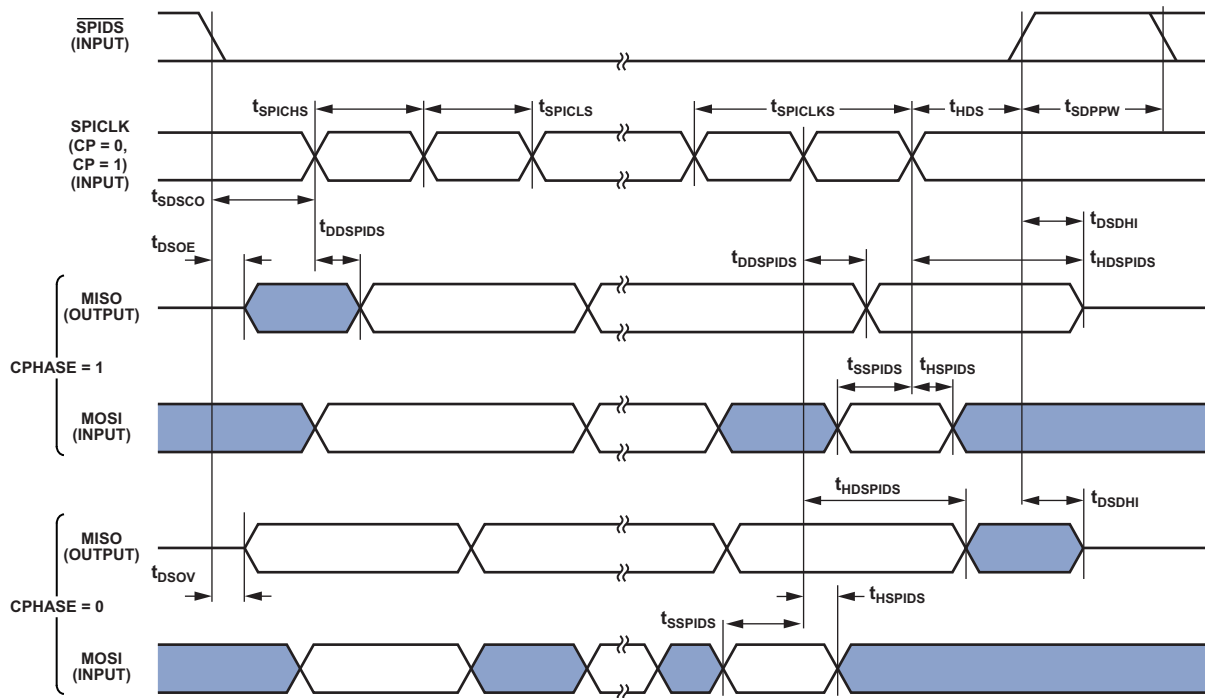 SPIDS
(INPUT)
tSPICHS
tSPICLS
tSPICLKS
tHDS
tSDPPW
SPICLK
(CP = 0,
CP = 1)
(INPUT)
tSDSCO
tDSOE
tDDSPIDS
tDDSPIDS
tDSDHI
tHDSPIDS
MISO
(OUTPUT)
CPHASE = 1
tSSPIDS
tHSPIDS
MOSI
(INPUT)
tHDSPIDS
tDSDHI
MISO
(OUTPUT)
tDSOV
CPHASE = 0
tHSPIDS
tSSPIDS
MOSI
(INPUT)